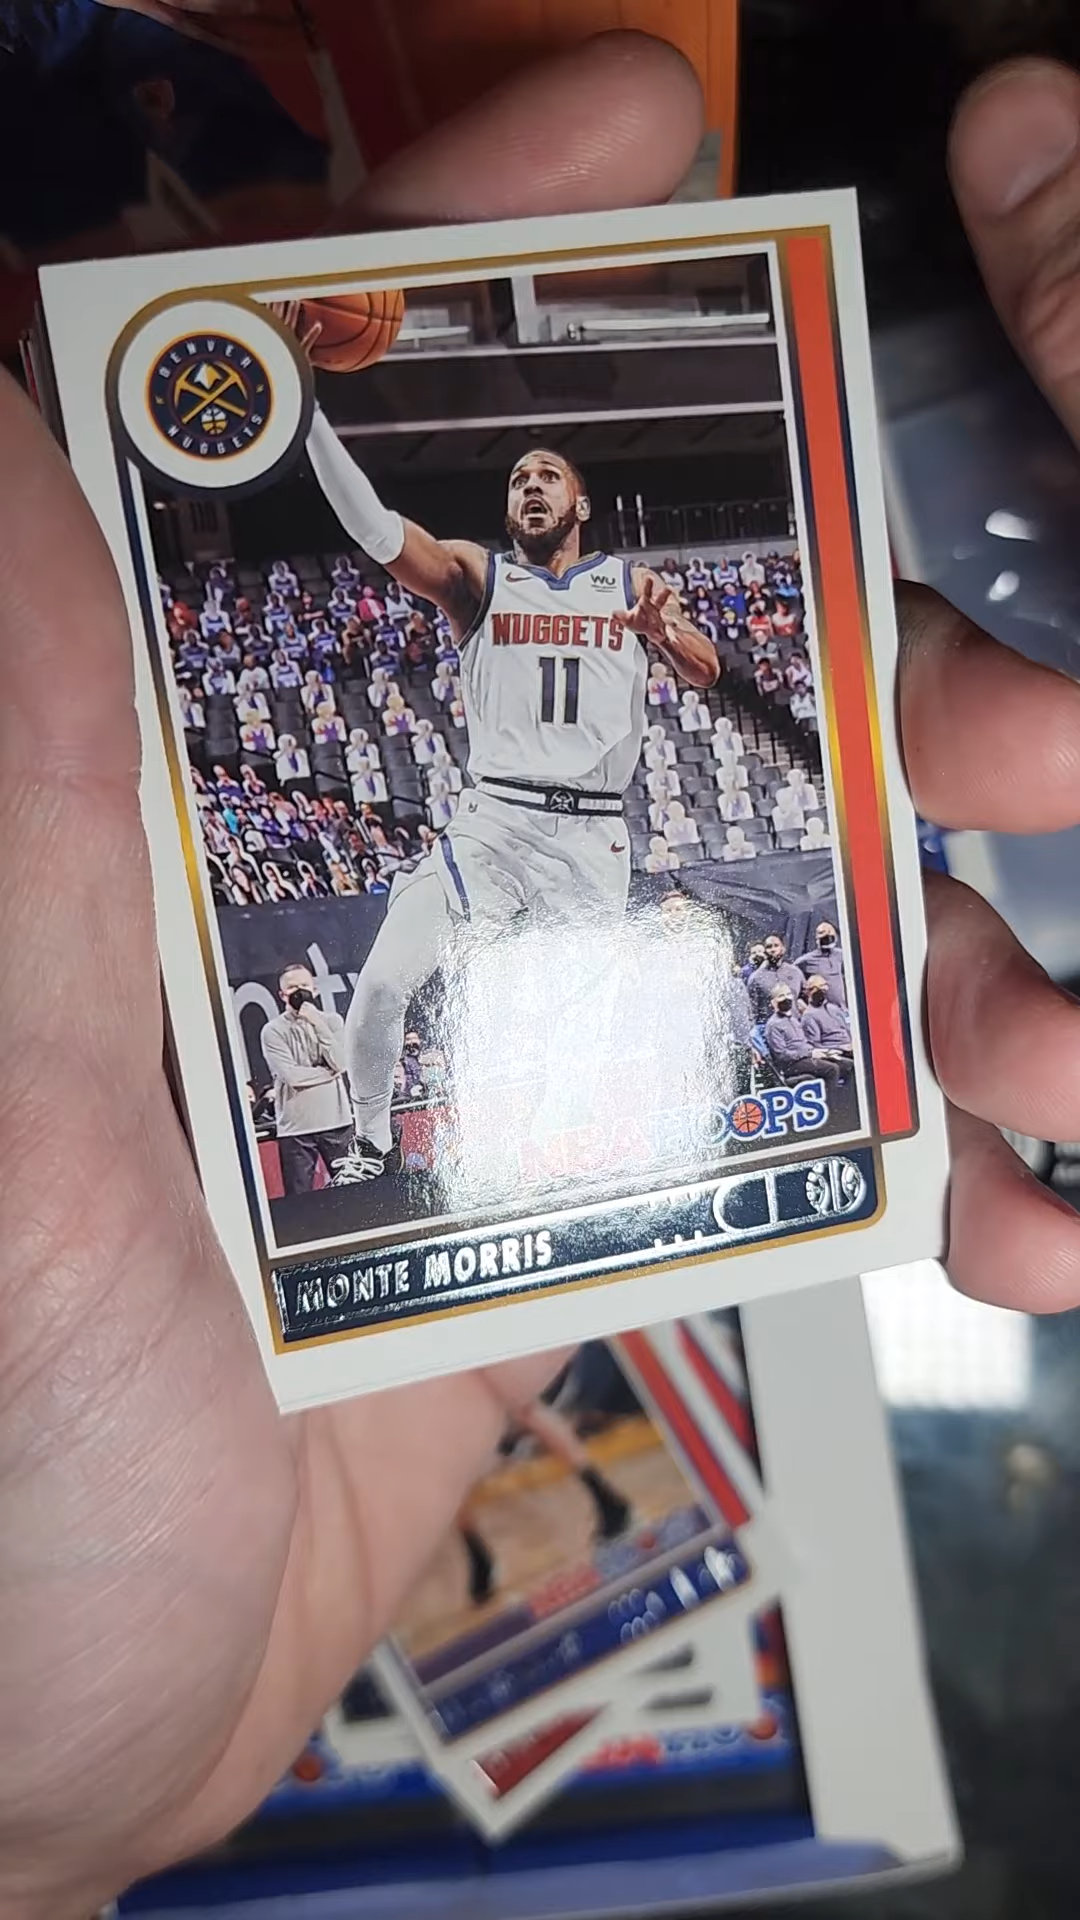 DENVER
NUGGETS
WU
NUGGETS
11
NBA HOOPS
MONTE MORRIS